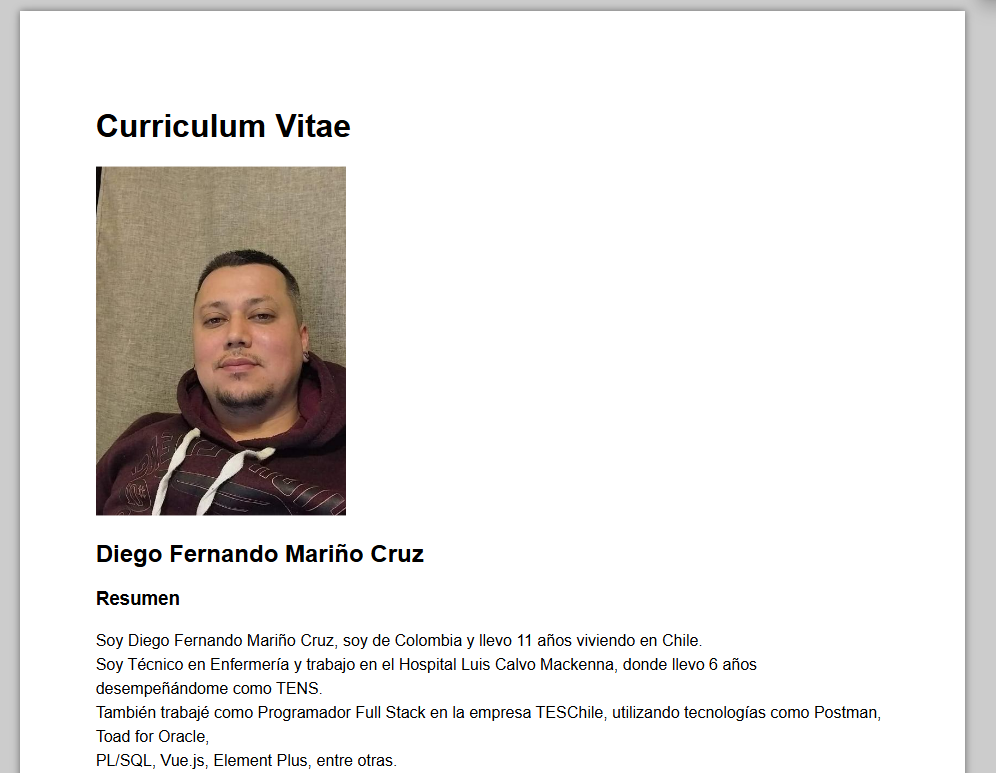 Curriculum Vitae
Diego Fernando Mariño Cruz
Resumen
Soy Diego Fernando Mariño Cruz, soy de Colombia y llevo 11 años viviendo en Chile.
Soy Técnico en Enfermería y trabajo en el Hospital Luis Calvo Mackenna, donde llevo 6 años
desempeñándome como TENS.
También trabajé como Programador Full Stack en la empresa TESChile, utilizando tecnologías como Postman,
Toad for Oracle,
PL/SQL, Vue.js, Element Plus, entre otras.